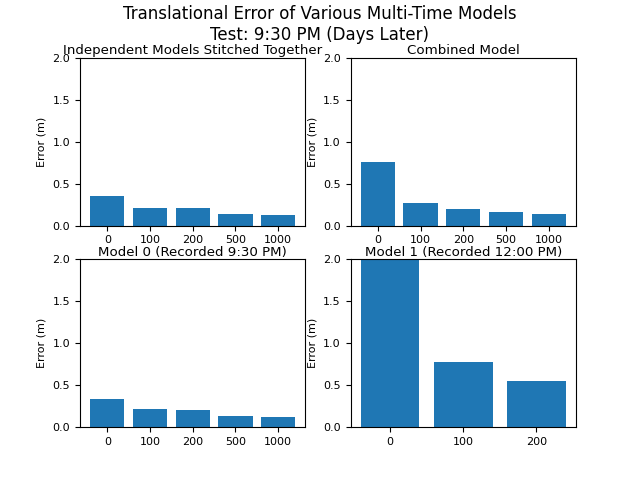 Translational Error of Various Multi-Time Models
Test: 9:30 PM (Days Later)
Independent Models Stitched Together
2.0
1.5
1.0
0.5
0.0
Error (m)
0 100 200 500 1000
Combined Model
2.0
1.5
1.0
0.5
0.0
Error (m)
0 100 200 500 1000
Model 0 (Recorded 9:30 PM)
2.0
1.5
1.0
0.5
0.0
Error (m)
0 100 200 500 1000
Model 1 (Recorded 12:00 PM)
2.0
1.5
1.0
0.5
0.0
Error (m)
0 100 200